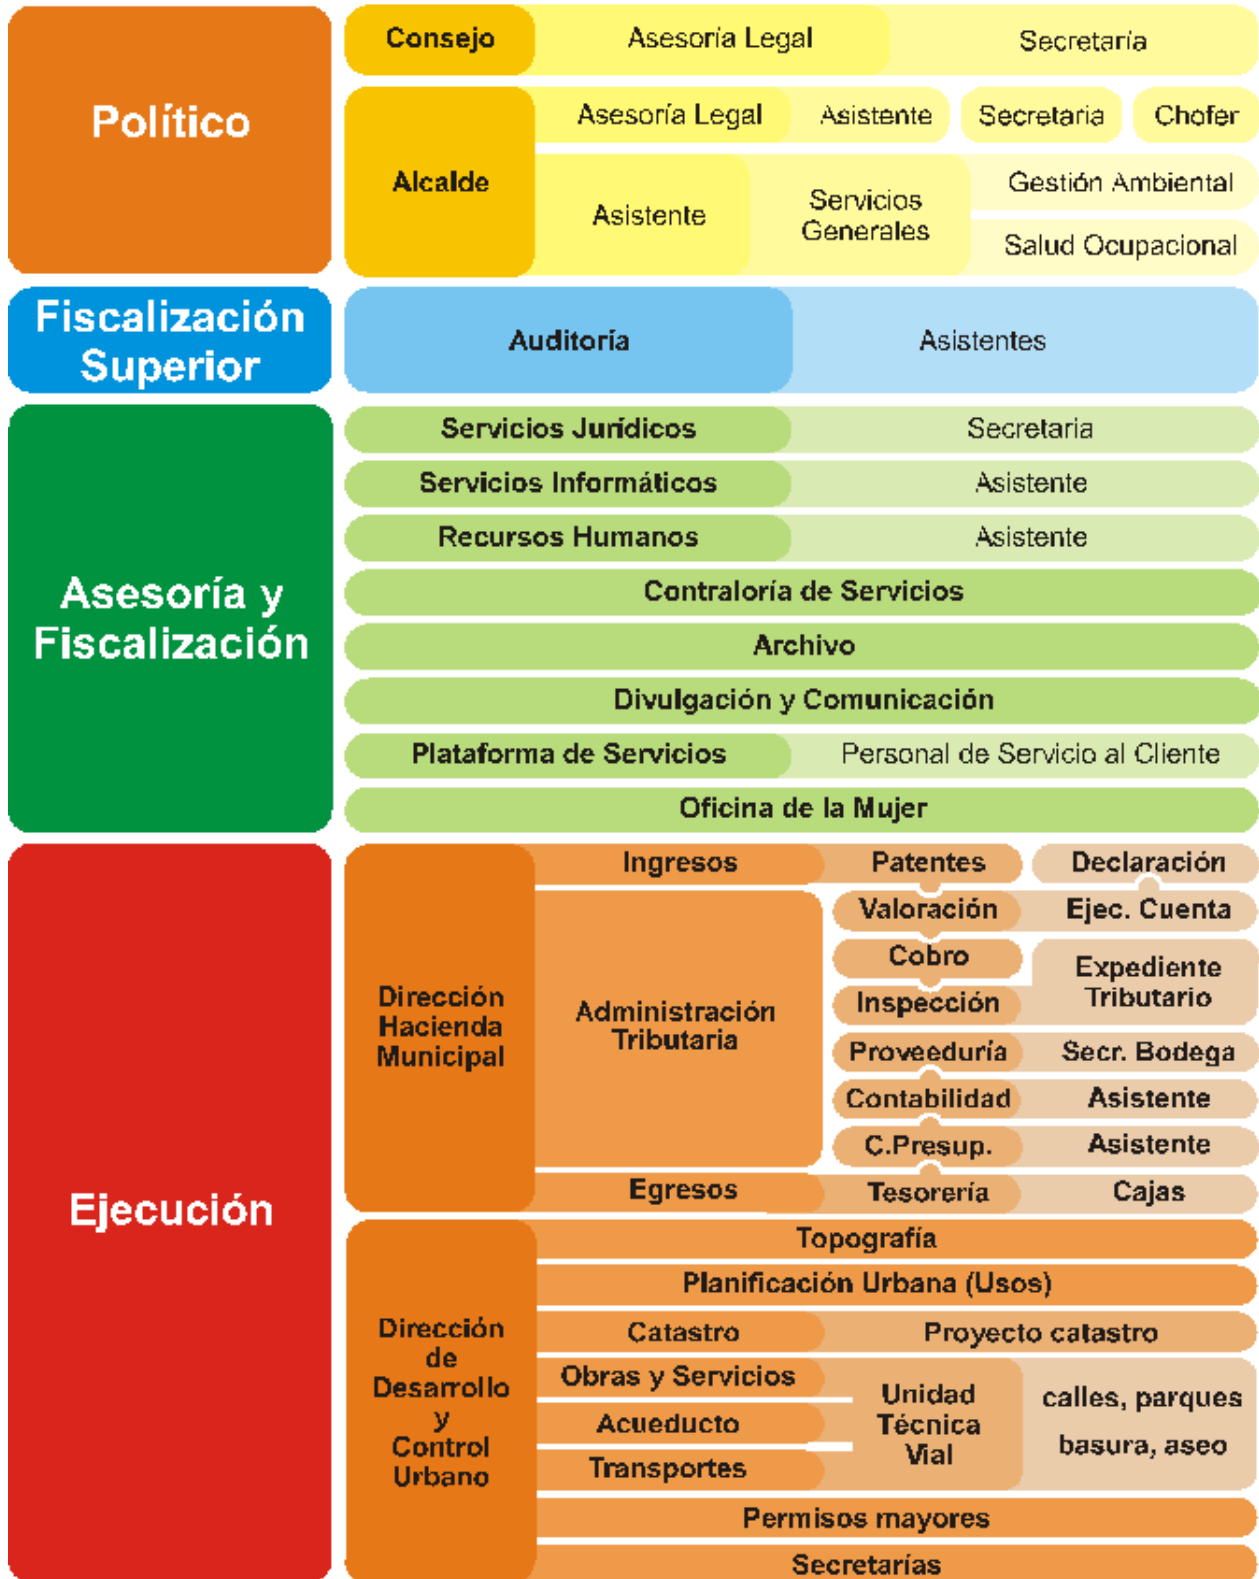 Político
Consejo
Asesoría Legal
Secretaría
Alcalde
Asesoría Legal
Asistente
Secretaria
Chofer
Asistente
Servicios
Generales
Gestión Ambiental
Salud Ocupacional
Fiscalización
Superior
Auditoría
Asistentes
Asesoría y
Fiscalización
Servicios Jurídicos
Secretaria
Servicios Informáticos
Asistente
Recursos Humanos
Asistente
Contraloría de Servicios
Archivo
Divulgación y Comunicación
Plataforma de Servicios
Personal de Servicio al Cliente
Oficina de la Mujer
Ejecución
Dirección
Hacienda
Municipal
Ingresos
Patentes
Declaración
Administración
Tributaria
Valoración
Ejec. Cuenta
Cobro
Inspección
Expediente
Tributario
Proveeduría
Secr. Bodega
Contabilidad
Asistente
C.Presup.
Asistente
Egresos
Tesorería
Cajas
Dirección
de
Desarrollo
y
Control
Urbano
Topografía
Planificación Urbana (Usos)
Catastro
Proyecto catastro
Obras y Servicios
Acueducto
Transportes
Unidad
Técnica
Vial
calles, parques
basura, aseo
Permisos mayores
Secretarías